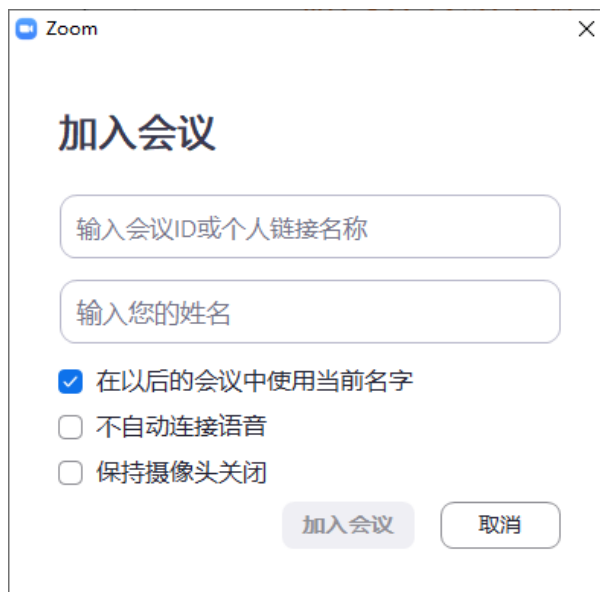 Zoom
加入会议
输入会议ID或个人链接名称
输入您的姓名
在以后的会议中使用当前名字
不自动连接语音
保持摄像头关闭
加入会议 取消